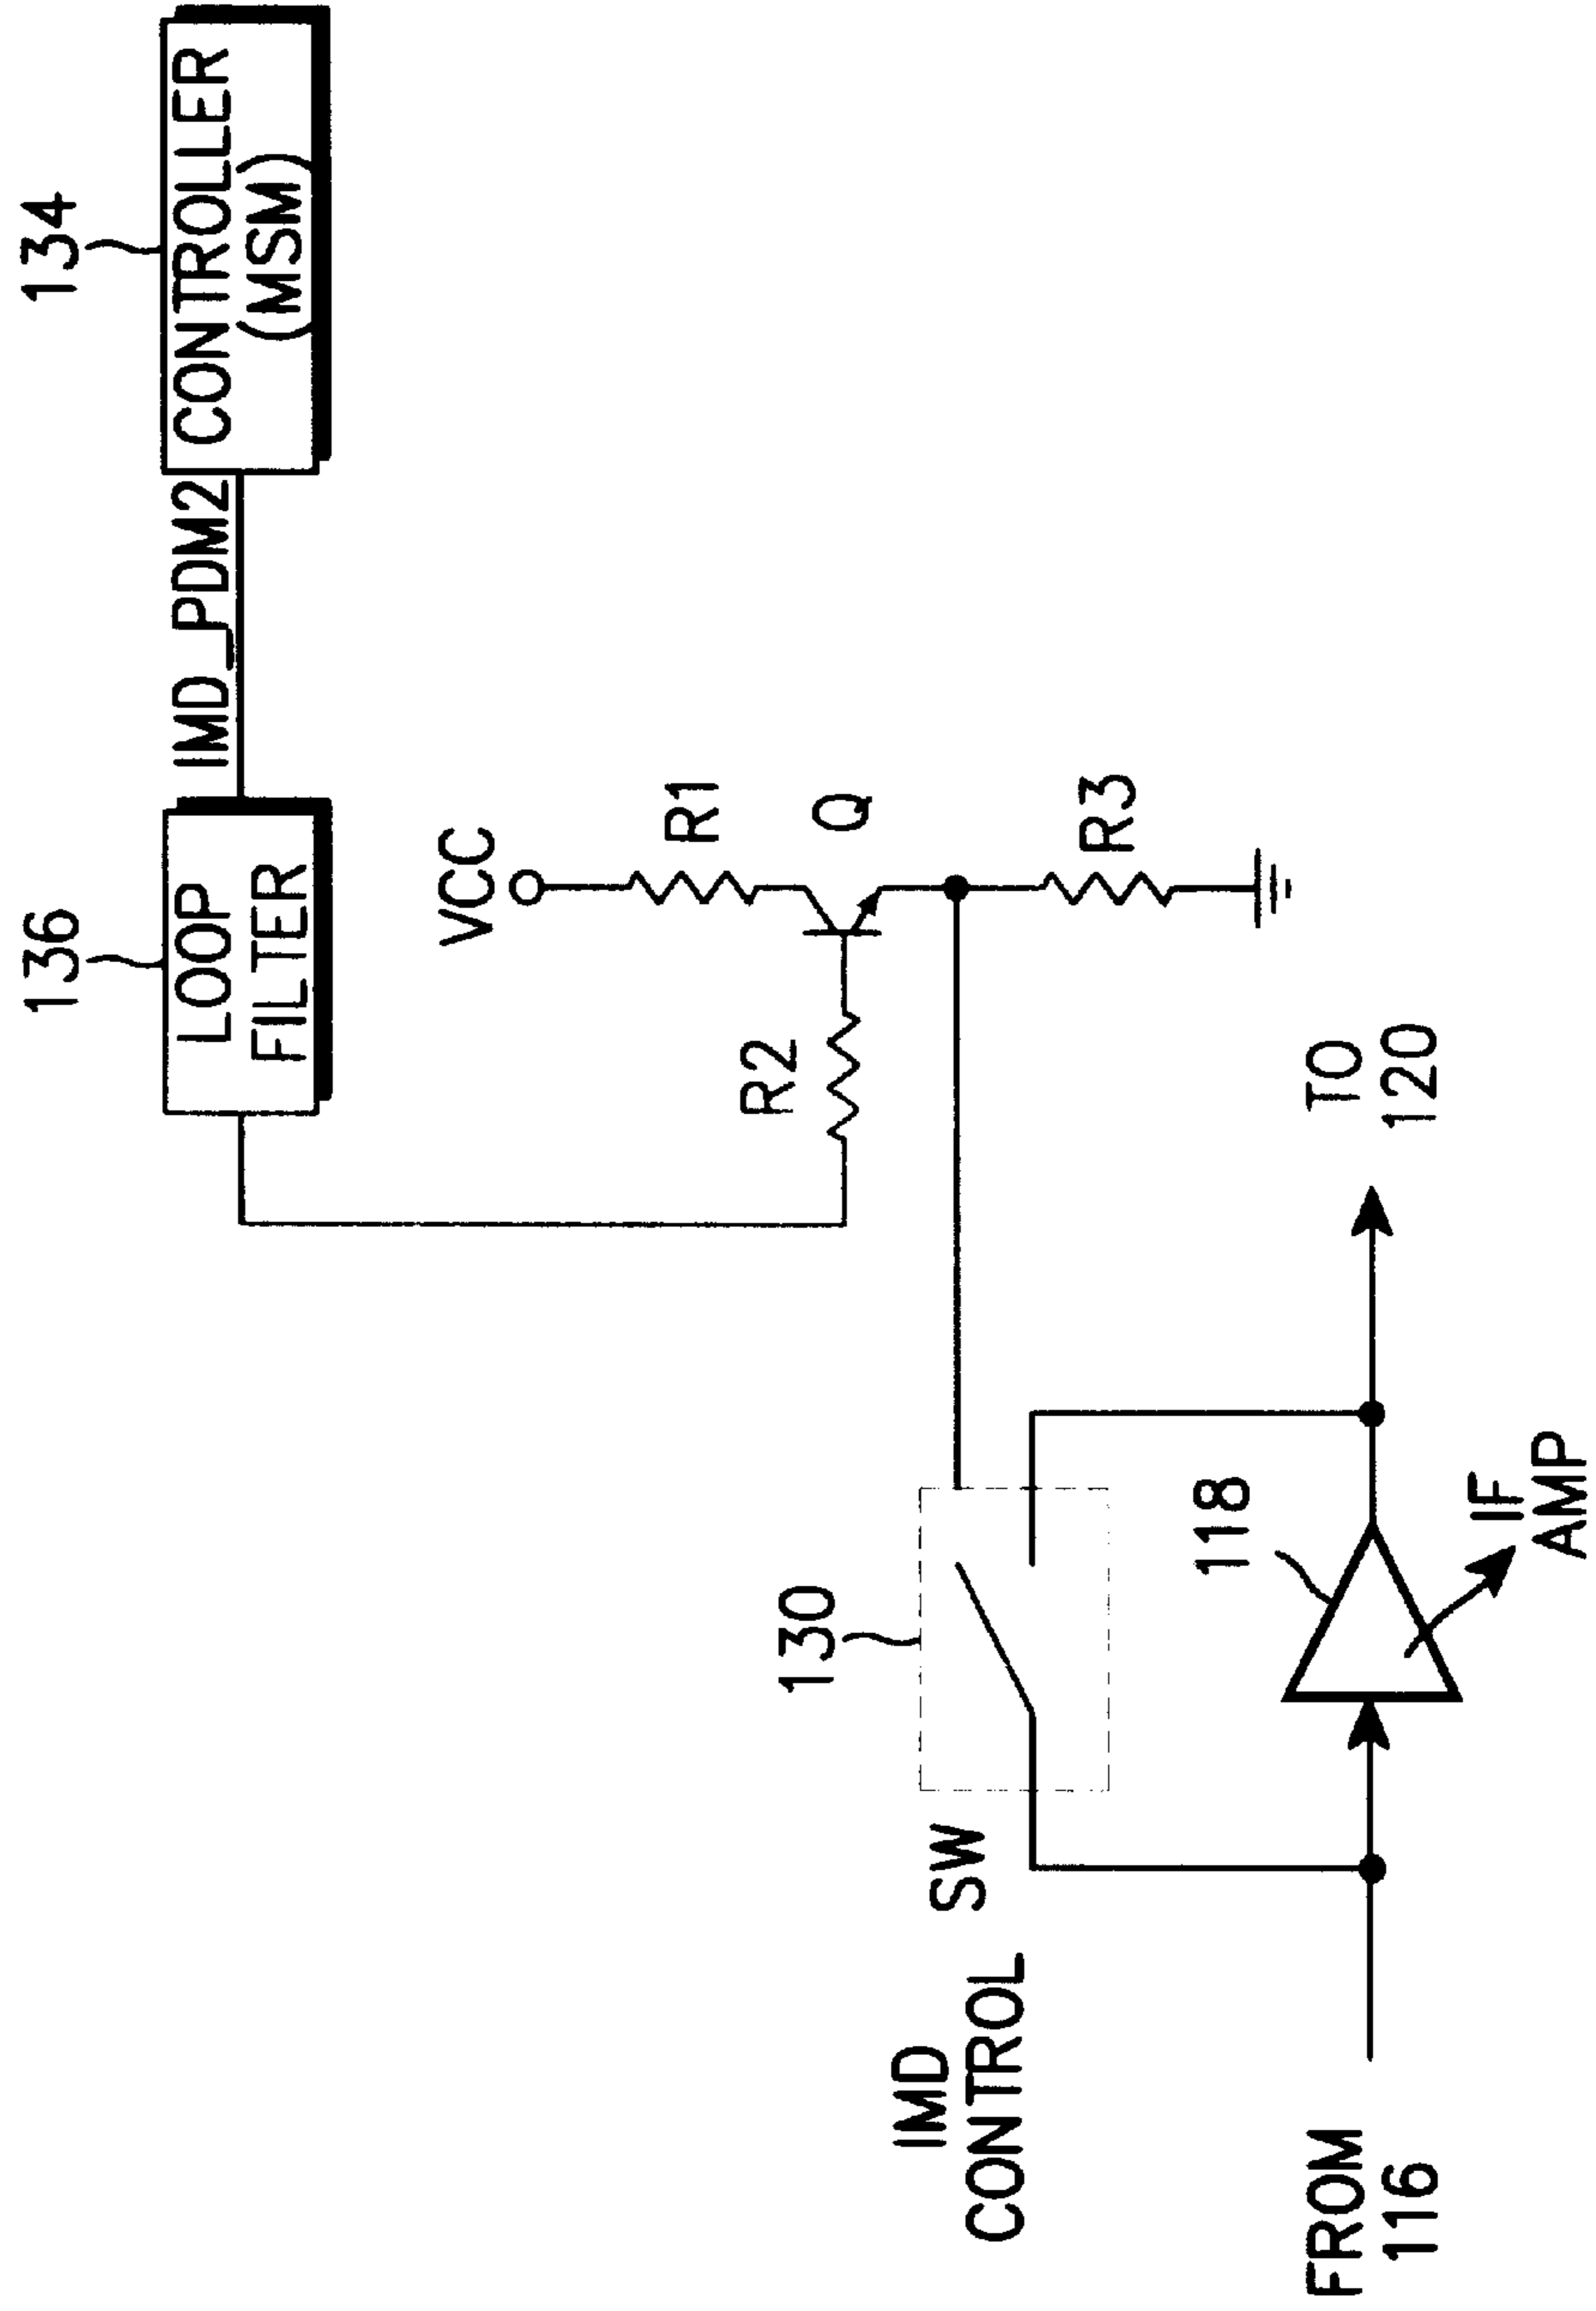 134
CONTROLLER
(MSM)
IMD_PDM2
136
LOOP
FILTER
VCC
R1
Q
R2
R3
TO
120
130
SW
IMD
CONTROL
118
IF
AMP
FROM
116